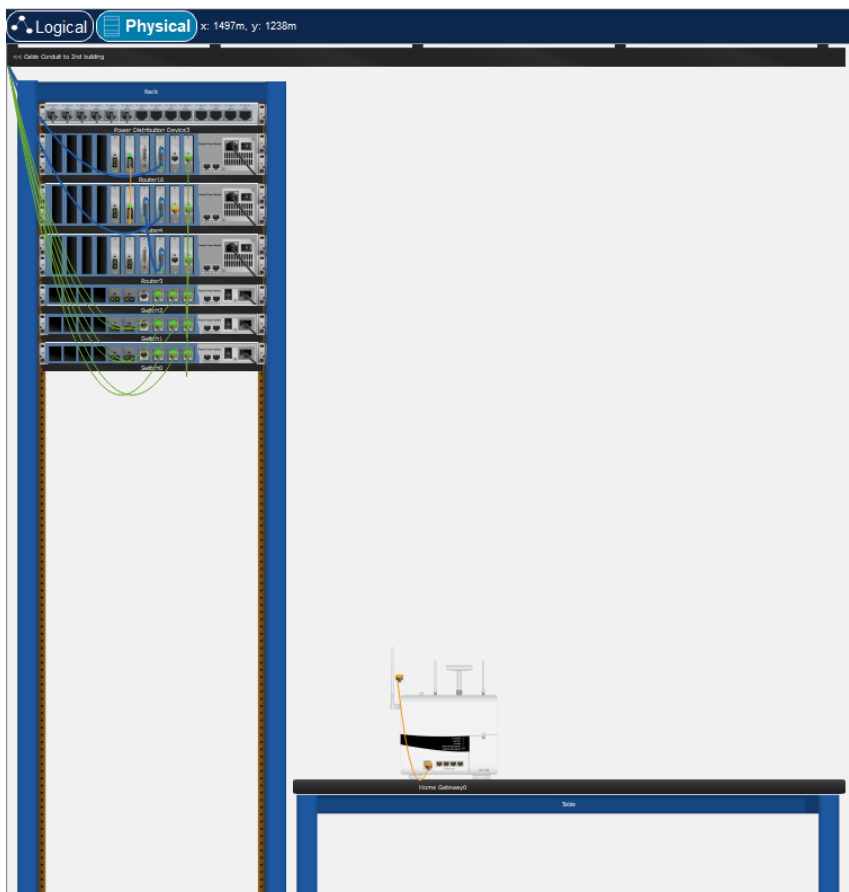 Logical Physical x: 1497m, y: 1238m
<< Cable Conduit to 2nd building
Rack
Power Distribution Device3
Router16
Router4
Router3
Switch2
Switch1
Switch0
Home Gateway0
Table